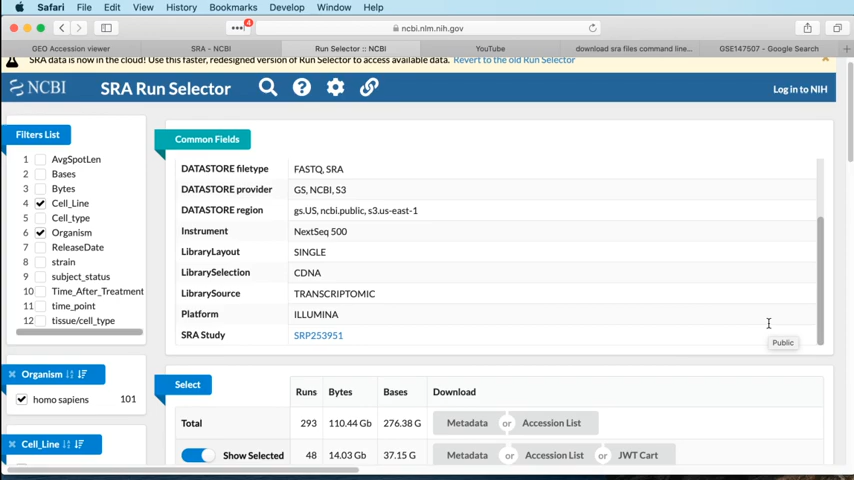 Safari File Edit View History Bookmarks Develop Window Help
4
ncbi.nlm.nih.gov
GEO Accession viewer SRA - NCBI Run Selector :: NCBI YouTube download sra files command line... GSE147507 - Google Search
SRA data is now in the cloud! Use this faster, redesigned version of Run Selector to access available data. Revert to the old Run Selector
NCBI SRA Run Selector Log in to NIH
Filters List
1 AvgSpotLen
2 Bases
3 Bytes
4 Cell_Line
5 Cell_type
6 Organism
7 ReleaseDate
8 strain
9 subject_status
10 Time_After_Treatment
11 time_point
12 tissue/cell_type
Organism
homo sapiens 101
Cell_Line
Common Fields
DATASTORE filetype FASTQ, SRA
DATASTORE provider GS, NCBI, S3
DATASTORE region gs.US, ncbi.public, s3.us-east-1
Instrument NextSeq 500
LibraryLayout SINGLE
LibrarySelection CDNA
LibrarySource TRANSCRIPTOMIC
Platform ILLUMINA
SRA Study SRP253951
Public
Select
Runs Bytes Bases Download
Total 293 110.44 Gb 276.38 G Metadata or Accession List
Show Selected 48 14.03 Gb 37.15 G Metadata or Accession List or JWT Cart